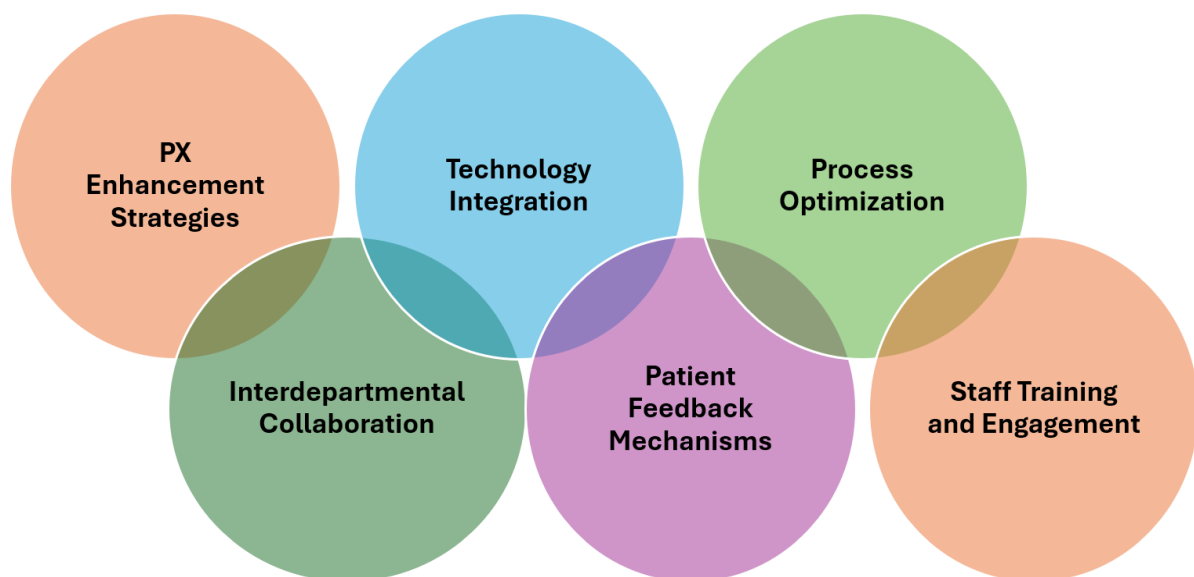 PX
Enhancement
Strategies
Technology
Integration
Process
Optimization
Interdepartmental
Collaboration
Patient
Feedback
Mechanisms
Staff Training
and Engagement